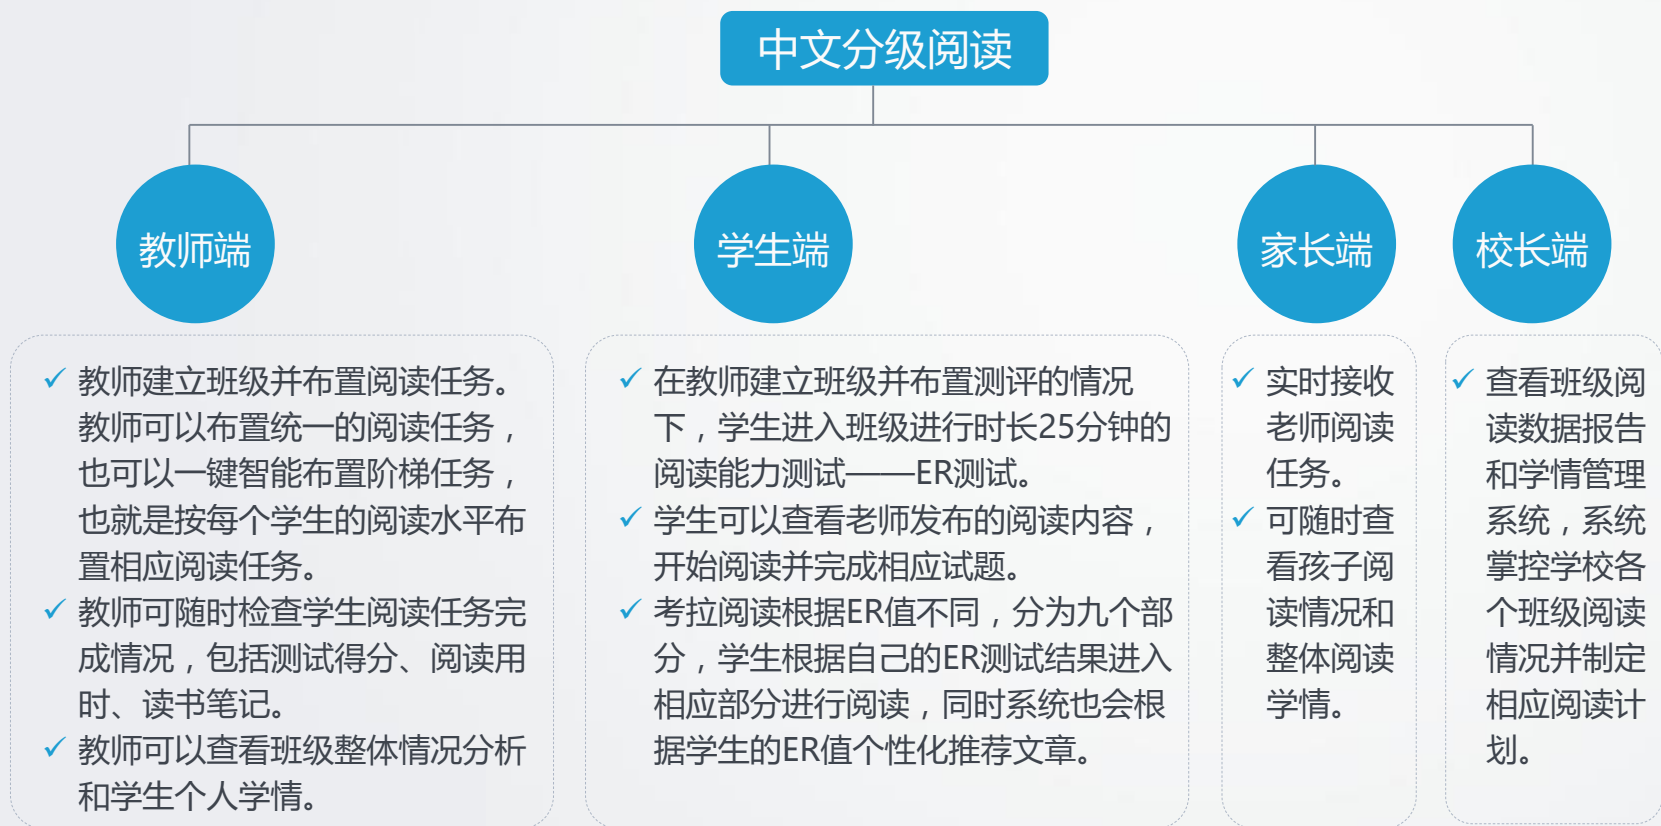 中文分级阅读
教师端
学生端
家长端
校长端
教师建立班级并布置阅读任务。
教师可以布置统一的阅读任务，
也可以一键智能布置阶梯任务，
也就是按每个学生的阅读水平布
置相应阅读任务。
教师可随时检查学生阅读任务完
成情况，包括测试得分、阅读用
时、读书笔记。
教师可以查看班级整体情况分析
和学生个人学情。
在教师建立班级并布置测评的情况
下，学生进入班级进行时长25分钟的
阅读能力测试——ER测试。
学生可以查看老师发布的阅读内容，
开始阅读并完成相应试题。
考拉阅读根据ER值不同，分为九个部
分，学生根据自己的ER测试结果进入
相应部分进行阅读，同时系统也会根
据学生的ER值个性化推荐文章。
实时接收
老师阅读
任务。
可随时查
看孩子阅
读情况和
整体阅读
学情。
查看班级阅
读数据报告
和学情管理
系统，系统
掌控学校各
个班级阅读
情况并制定
相应阅读计
划。